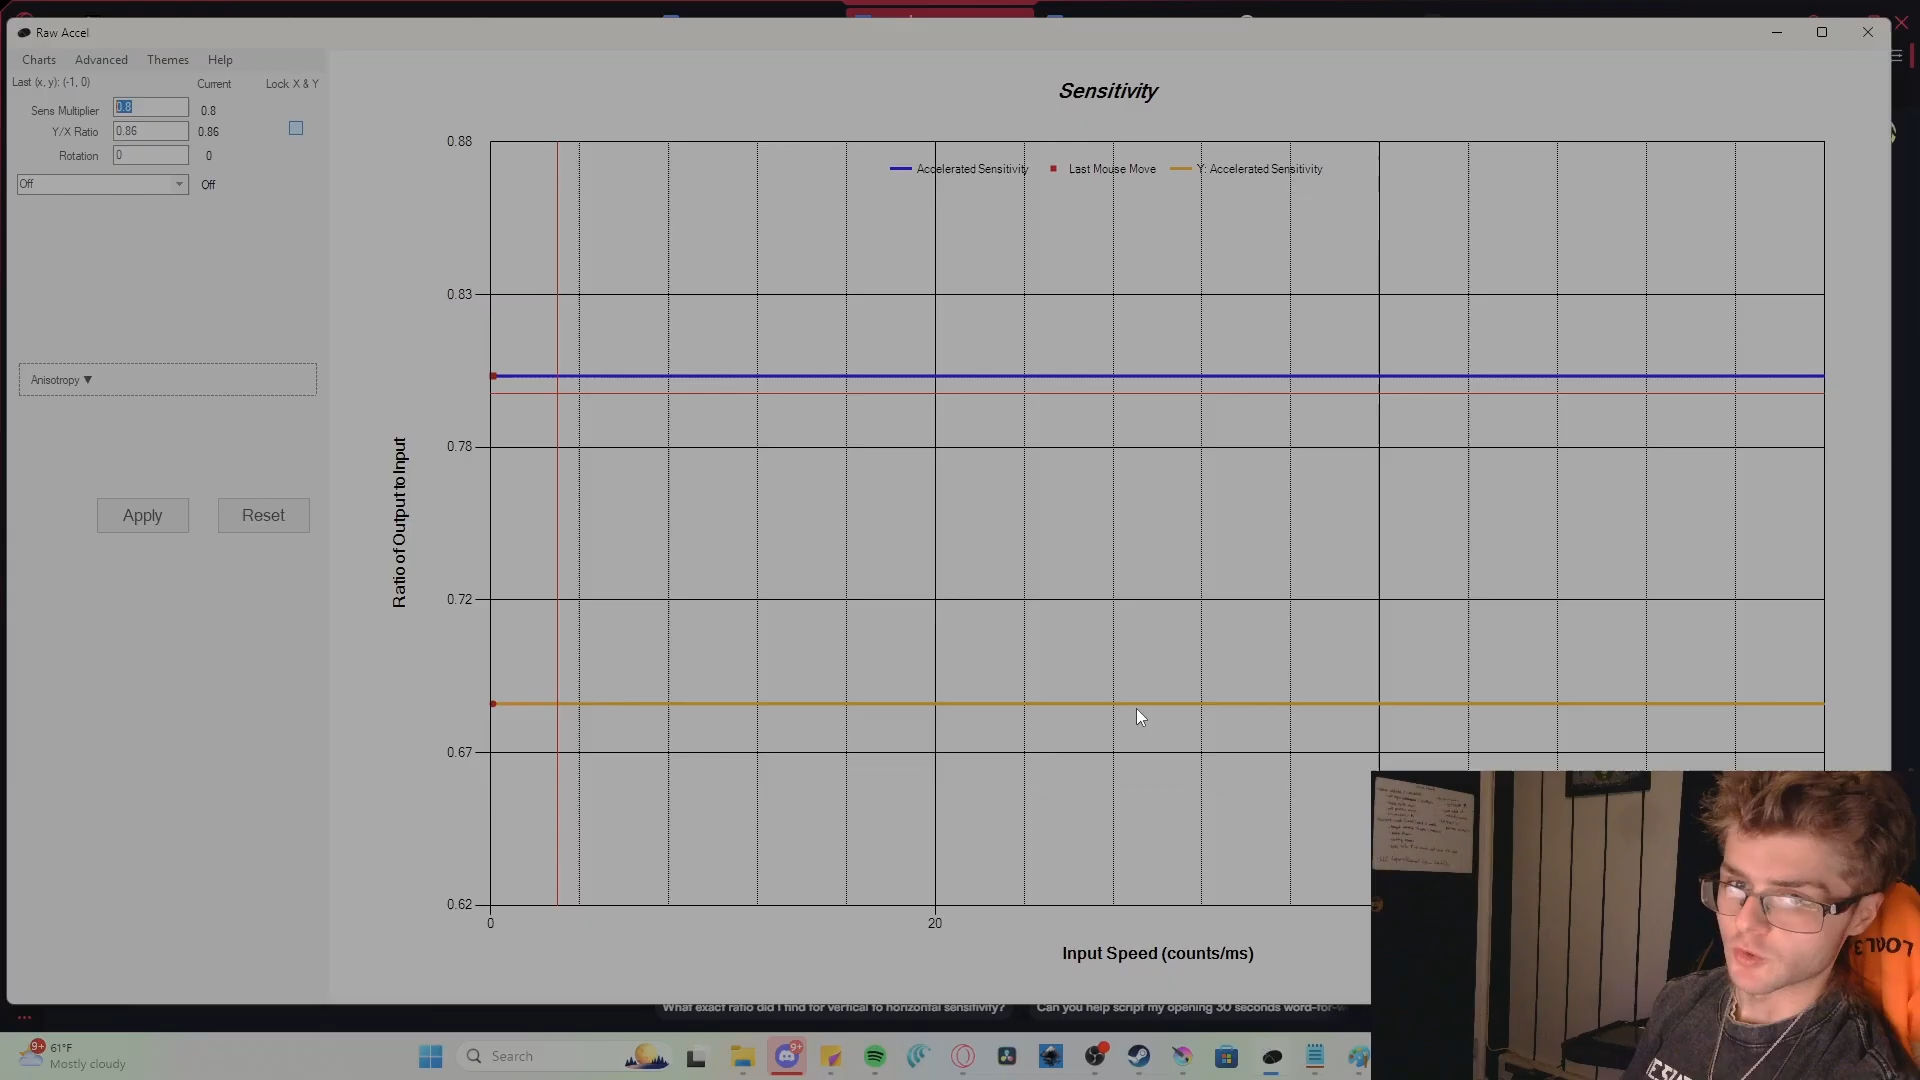 Raw Accel
Charts Advanced Themes Help
Last (x, y): (-1, 0) Current Lock X & Y
Sens Multiplier 0.8 0.8
Y/X Ratio 0.86 0.86
Rotation 0 0
Off Off
Anisotropy ▼
Apply Reset
Sensitivity
Accelerated Sensitivity Last Mouse Move Y: Accelerated Sensitivity
0.88
0.83
0.78
0.72
0.67
0.62
Ratio of Output to Input
0 20
Input Speed (counts/ms)
What exact ratio did I find for vertical to horizontal sensitivity? Can you help script my opening 30 seconds word-for-w
9+ 61°F
Mostly cloudy
Search
9+